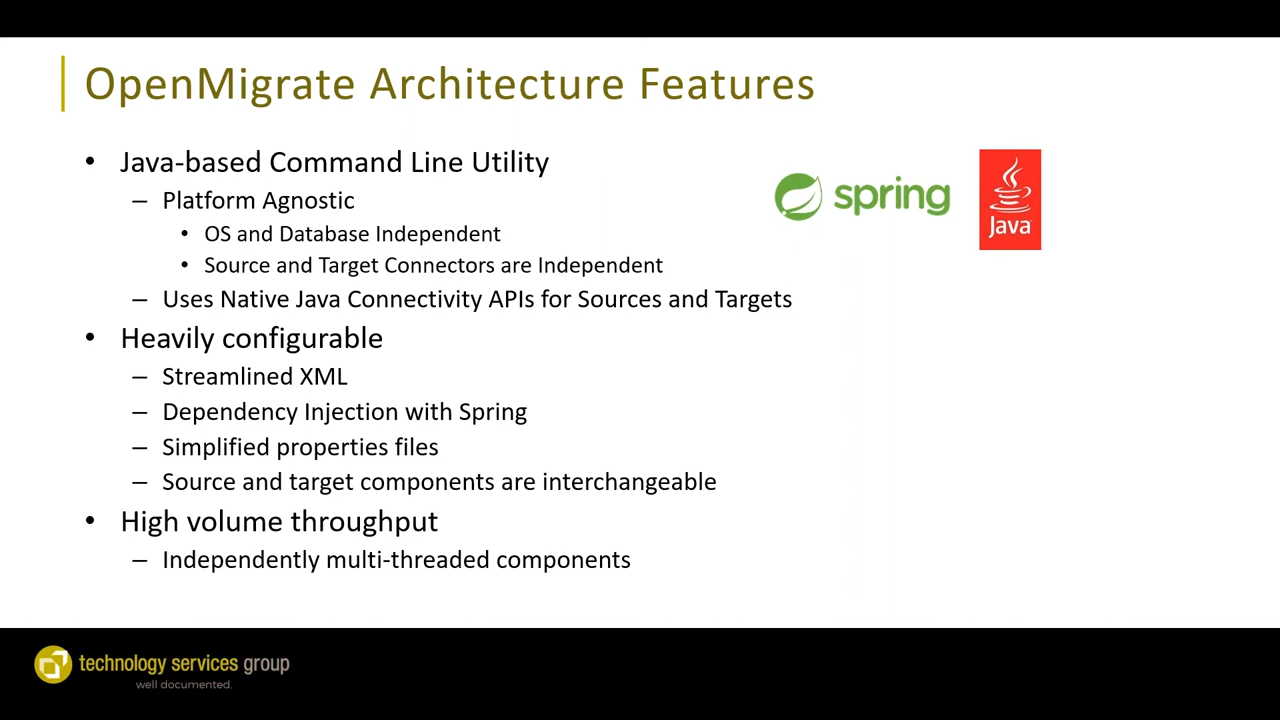 OpenMigrate Architecture Features
• Java-based Command Line Utility
– Platform Agnostic
• OS and Database Independent
• Source and Target Connectors are Independent
– Uses Native Java Connectivity APIs for Sources and Targets
• Heavily configurable
– Streamlined XML
– Dependency Injection with Spring
– Simplified properties files
– Source and target components are interchangeable
• High volume throughput
– Independently multi-threaded components
spring
Java
technology services group
well documented.